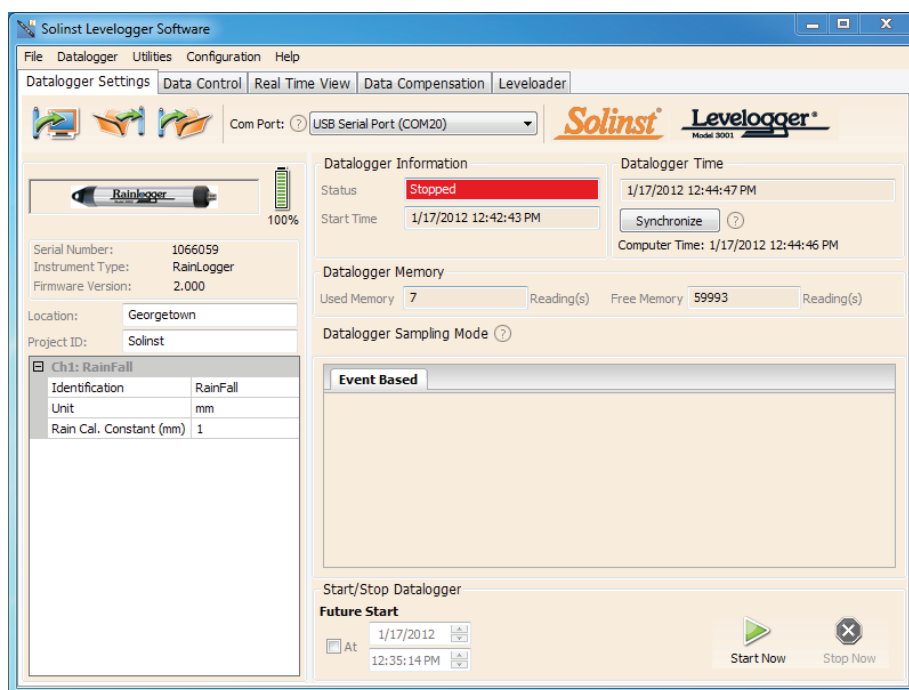 Solinst Levelogger Software
File Datalogger Utilities Configuration Help
Datalogger Settings Data Control Real Time View Data Compensation Leveloader
Com Port: ? USB Serial Port (COM20) Solinst Levelogger®
Model 3001
Rainlogger
100%
Serial Number: 1066059
Instrument Type: RainLogger
Firmware Version: 2.000
Location: Georgetown
Project ID: Solinst
Ch1: RainFall
Identification RainFall
Unit mm
Rain Cal. Constant (mm) 1
Datalogger Information
Status Stopped
Start Time 1/17/2012 12:42:43 PM
Datalogger Time
1/17/2012 12:44:47 PM
Synchronize ?
Computer Time: 1/17/2012 12:44:46 PM
Datalogger Memory
Used Memory 7 Reading(s) Free Memory 59993 Reading(s)
Datalogger Sampling Mode ?
Event Based
Start/Stop Datalogger
Future Start
At 1/17/2012
12:35:14 PM
Start Now Stop Now